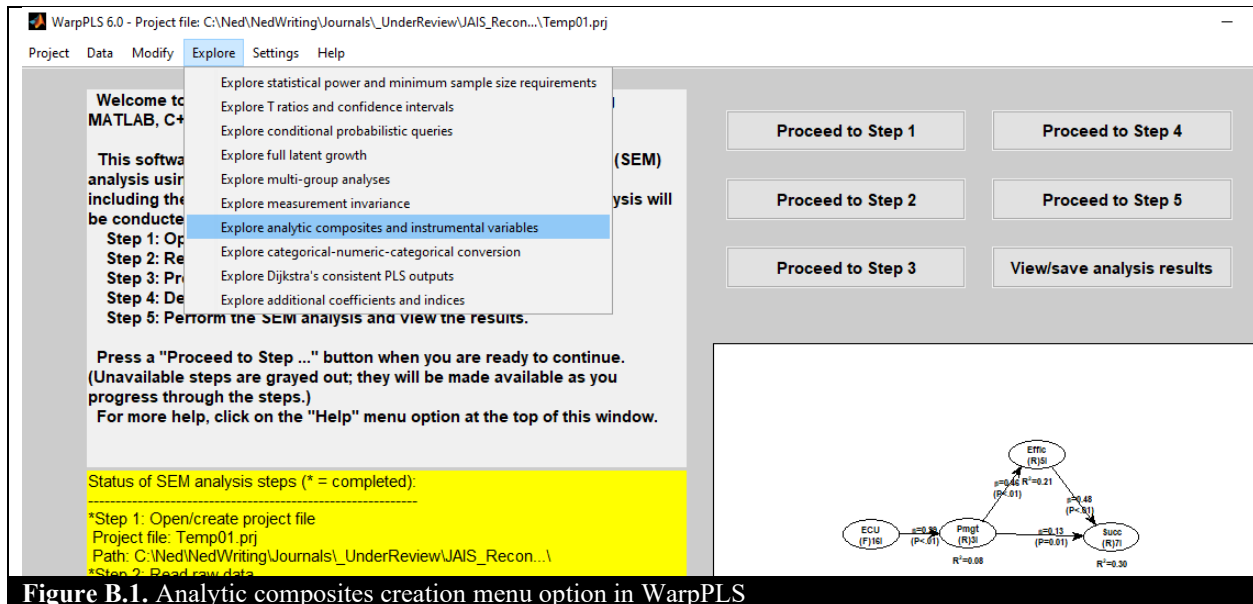 WarpPLS 6.0 - Project file: C:\Ned\NedWriting\Journals\_UnderReview\JAIS_Recon...\Temp01.prj
Project Data Modify Explore Settings Help
Explore statistical power and minimum sample size requirements
Explore T ratios and confidence intervals
Explore conditional probabilistic queries
Explore full latent growth
Explore multi-group analyses
Explore measurement invariance
Explore analytic composites and instrumental variables
Explore categorical-numeric-categorical conversion
Explore Dijkstra's consistent PLS outputs
Explore additional coefficients and indices
Welcome to
MATLAB, C+
This softwa (SEM)
analysis usin
including the ysis will
be conducte
Step 1: Op
Step 2: Re
Step 3: Pr
Step 4: De
Step 5: Perform the SEM analysis and view the results.
Press a "Proceed to Step ..." button when you are ready to continue.
(Unavailable steps are grayed out; they will be made available as you
progress through the steps.)
For more help, click on the "Help" menu option at the top of this window.
Proceed to Step 1 Proceed to Step 4
Proceed to Step 2 Proceed to Step 5
Proceed to Step 3 View/save analysis results
Status of SEM analysis steps (* = completed):
*Step 1: Open/create project file
Project file: Temp01.prj
Path: C:\Ned\NedWriting\Journals\_UnderReview\JAIS_Recon...\
*Step 2: Read raw data
Effic
(R)5I
R²=0.21
(P<.01)
(P<.01)
ECU
(F)16I
(P<.01)
Pmgt
(R)3I
R²=0.08
(P=0.01)
Succ
(R)7I
R²=0.30
Figure B.1. Analytic composites creation menu option in WarpPLS